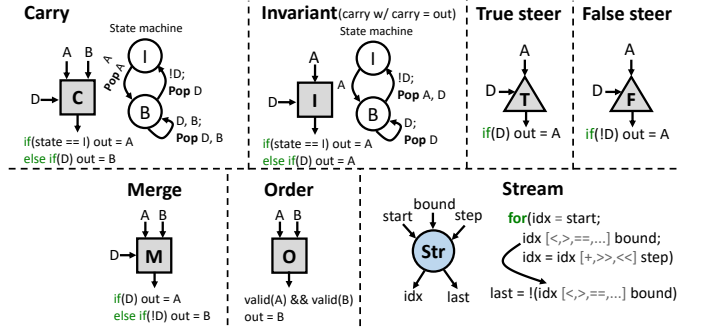 Carry
State machine
A B
D
C
A
Pop A
I
!D;
Pop D
B
D, B;
Pop D, B
if(state == I) out = A
else if(D) out = B
Invariant(carry w/ carry = out)
State machine
A
D
I
A
I
!D;
Pop A, D
B
D;
Pop D
if(state == I) out = A
else if(D) out = A
True steer
A
D
T
if(D) out = A
False steer
A
D
F
if(!D) out = A
Merge
A B
D
M
if(D) out = A
else if(!D) out = B
Order
A B
O
valid(A) && valid(B)
out = B
Stream
bound
start
step
Str
idx
last
for(idx = start;
idx [<,>,==,...] bound;
idx = idx [+,>>,<<] step)
last = !(idx [<,>,==,...] bound)